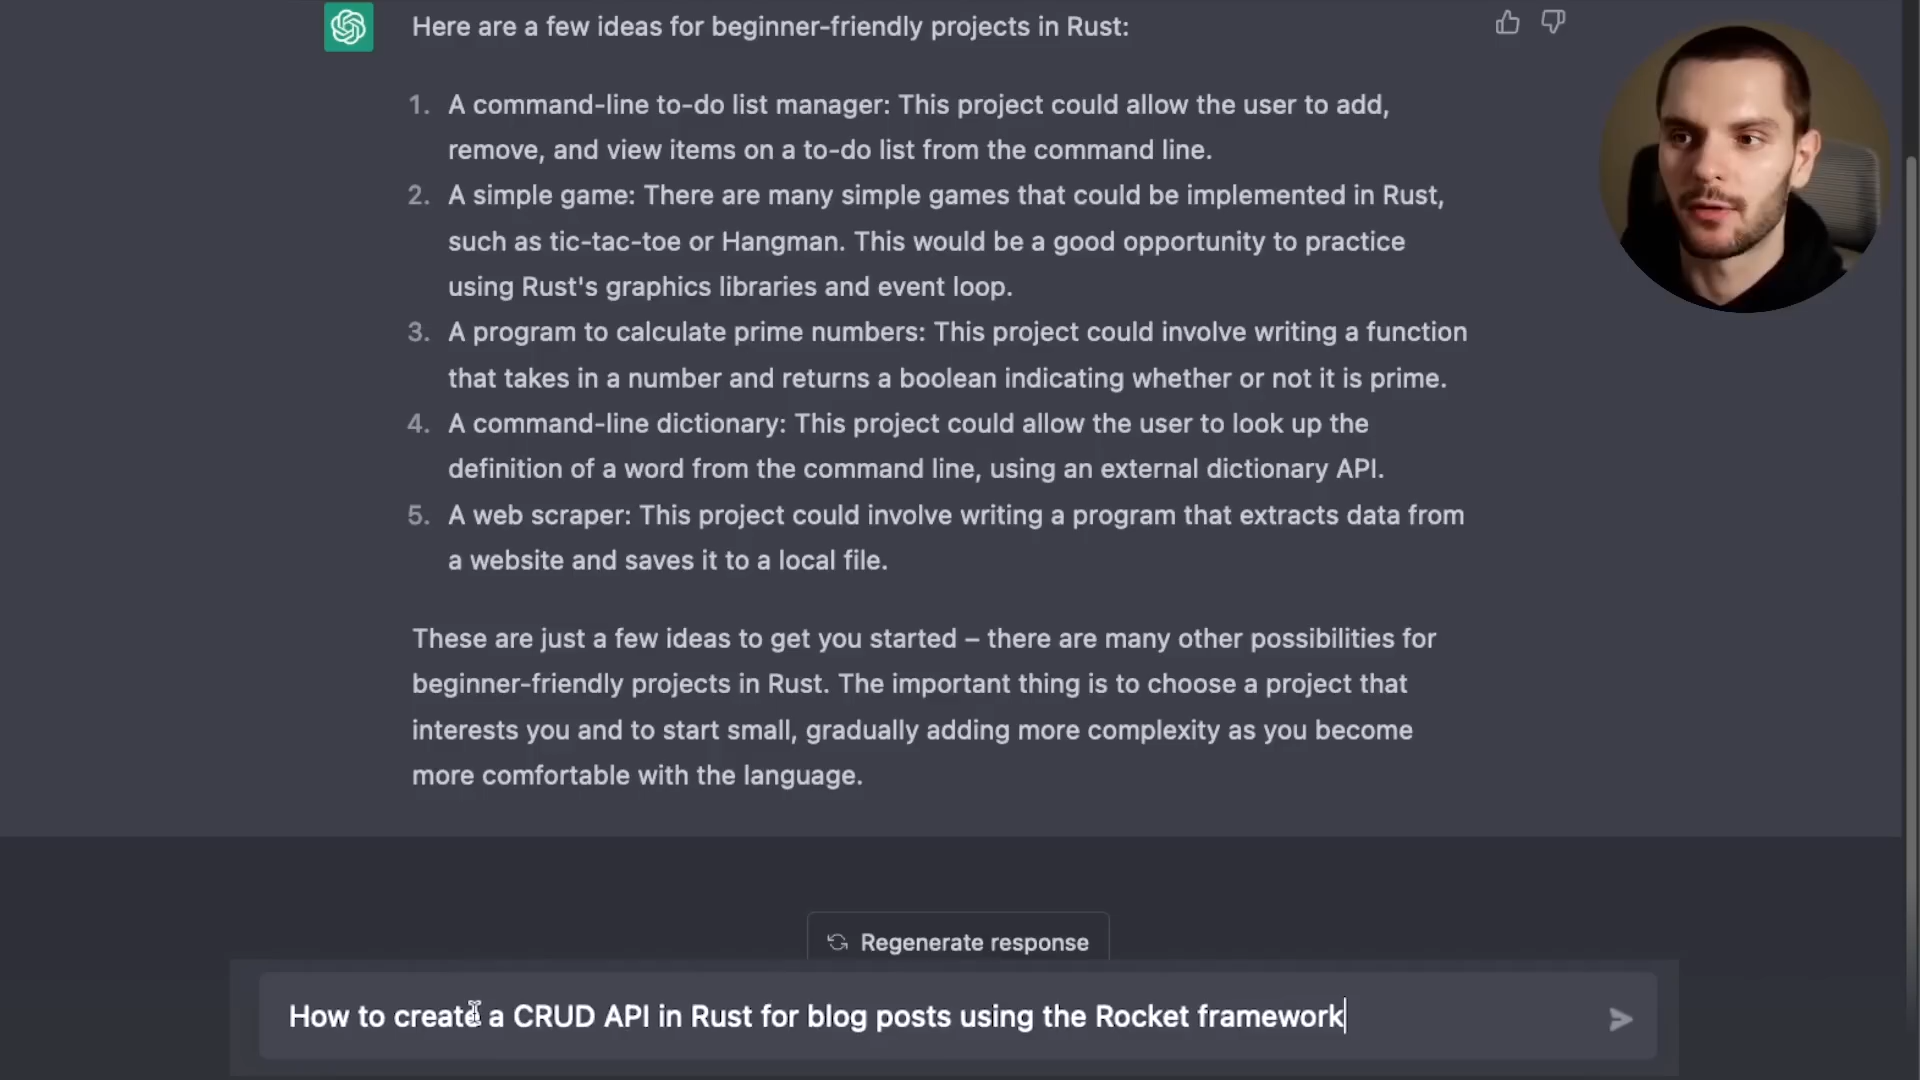 Here are a few ideas for beginner-friendly projects in Rust:
1. A command-line to-do list manager: This project could allow the user to add,
remove, and view items on a to-do list from the command line.
2. A simple game: There are many simple games that could be implemented in Rust,
such as tic-tac-toe or Hangman. This would be a good opportunity to practice
using Rust's graphics libraries and event loop.
3. A program to calculate prime numbers: This project could involve writing a function
that takes in a number and returns a boolean indicating whether or not it is prime.
4. A command-line dictionary: This project could allow the user to look up the
definition of a word from the command line, using an external dictionary API.
5. A web scraper: This project could involve writing a program that extracts data from
a website and saves it to a local file.
These are just a few ideas to get you started – there are many other possibilities for
beginner-friendly projects in Rust. The important thing is to choose a project that
interests you and to start small, gradually adding more complexity as you become
more comfortable with the language.
Regenerate response
How to create a CRUD API in Rust for blog posts using the Rocket framework